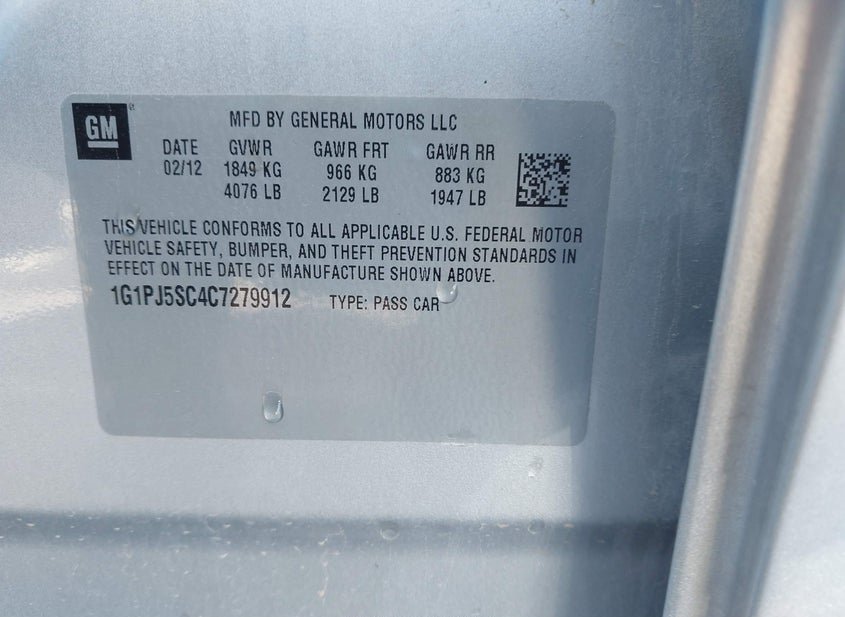 GM
MFD BY GENERAL MOTORS LLC
DATE GVWR GAWR FRT GAWR RR
02/12 1849 KG 966 KG 883 KG
4076 LB 2129 LB 1947 LB
THIS VEHICLE CONFORMS TO ALL APPLICABLE U.S. FEDERAL MOTOR
VEHICLE SAFETY, BUMPER, AND THEFT PREVENTION STANDARDS IN
EFFECT ON THE DATE OF MANUFACTURE SHOWN ABOVE.
1G1PJ5SC4C7279912 TYPE: PASS CAR